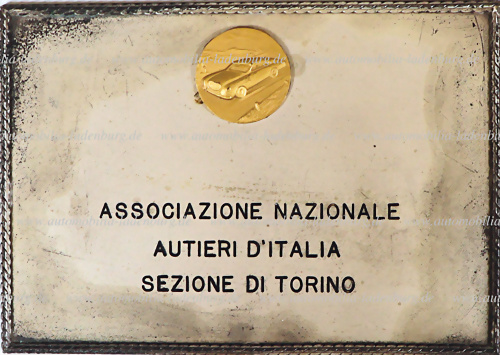 ASSOCIAZIONE NAZIONALE
AUTIERI D'ITALIA
SEZIONE DI TORINO